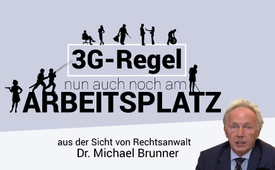 3G-Regel
nun auch noch am
ARBEITSPLATZ
aus der Sicht von Rechtsanwalt
Dr. Michael Brunner